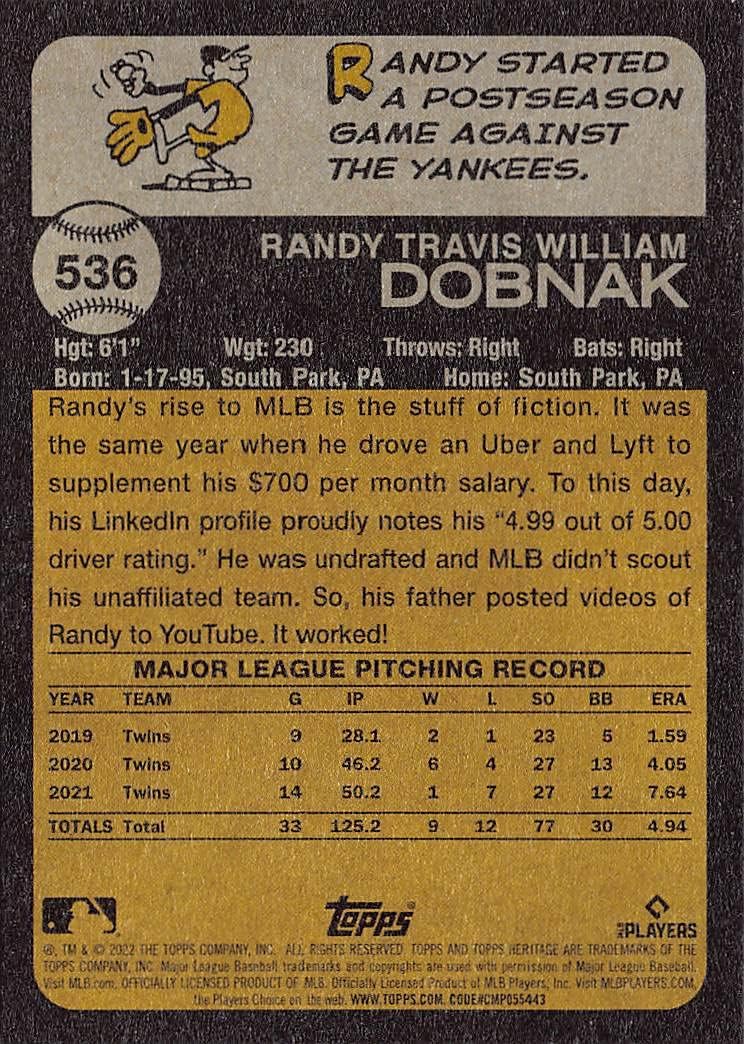 RANDY STARTED
A POSTSEASON
GAME AGAINST
THE YANKEES.
536
RANDY TRAVIS WILLIAM
DOBNAK
Hgt: 6'1" Wgt: 230 Throws: Right Bats: Right
Born: 1-17-95, South Park, PA Home: South Park, PA
Randy's rise to MLB is the stuff of fiction. It was
the same year when he drove an Uber and Lyft to
supplement his $700 per month salary. To this day,
his LinkedIn profile proudly notes his “4.99 out of 5.00
driver rating.” He was undrafted and MLB didn't scout
his unaffiliated team. So, his father posted videos of
Randy to YouTube. It worked!
MAJOR LEAGUE PITCHING RECORD
YEAR TEAM G IP W L SO BB ERA
2019 Twins 9 28.1 2 1 23 5 1.59
2020 Twins 10 46.2 6 4 27 13 4.05
2021 Twins 14 50.2 1 7 27 12 7.64
TOTALS Total 33 125.2 9 12 77 30 4.94
Topps
MLB PLAYERS
®, TM & © 2022 THE TOPPS COMPANY, INC. ALL RIGHTS RESERVED. TOPPS AND TOPPS HERITAGE ARE TRADEMARKS OF THE
TOPPS COMPANY, INC. Major League Baseball trademarks and copyrights are used with permission of Major League Baseball.
Visit MLB.com. OFFICIALLY LICENSED PRODUCT OF MLB. Officially Licensed Product of MLB Players, Inc. Visit MLBPLAYERS.COM,
the Players Choice on the web. WWW.TOPPS.COM. CODE#CMP055443